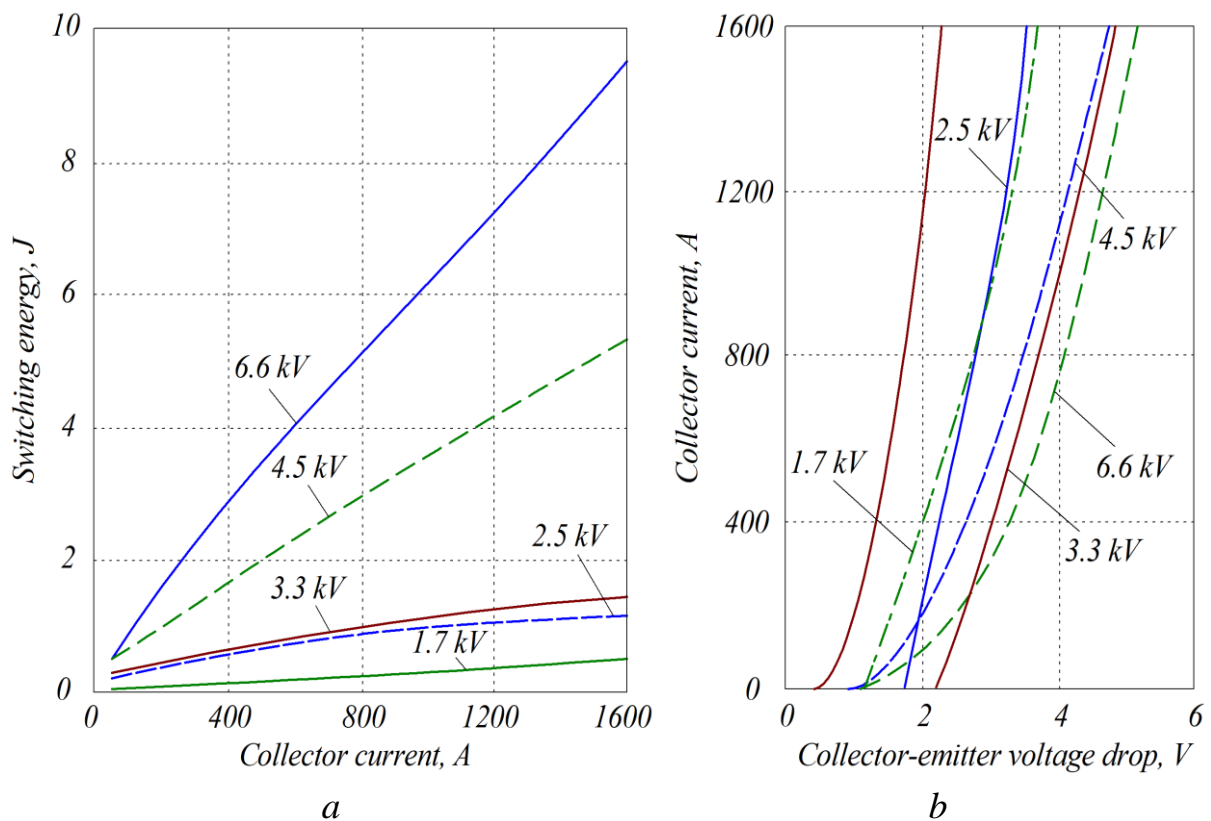 10
8
6
4
2
0
Switching energy, J
6.6 kV
4.5 kV
3.3 kV
2.5 kV
1.7 kV
0
400
800
1200
1600
Collector current, A
a
1600
1200
800
400
0
Collector current, A
2.5 kV
4.5 kV
1.7 kV
6.6 kV
3.3 kV
0
2
4
6
Collector-emitter voltage drop, V
b